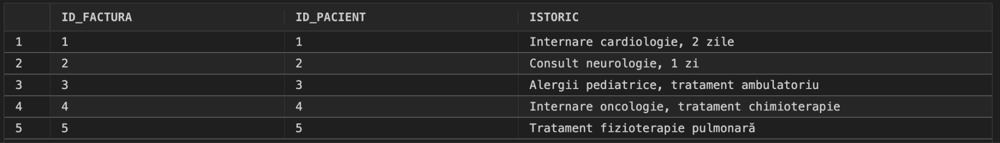 ID_FACTURA ID_PACIENT ISTORIC
1 1 1 Internare cardiologie, 2 zile
2 2 2 Consult neurologie, 1 zi
3 3 3 Alergii pediatrice, tratament ambulatoriu
4 4 4 Internare oncologie, tratament chimioterapie
5 5 5 Tratament fizioterapie pulmonară